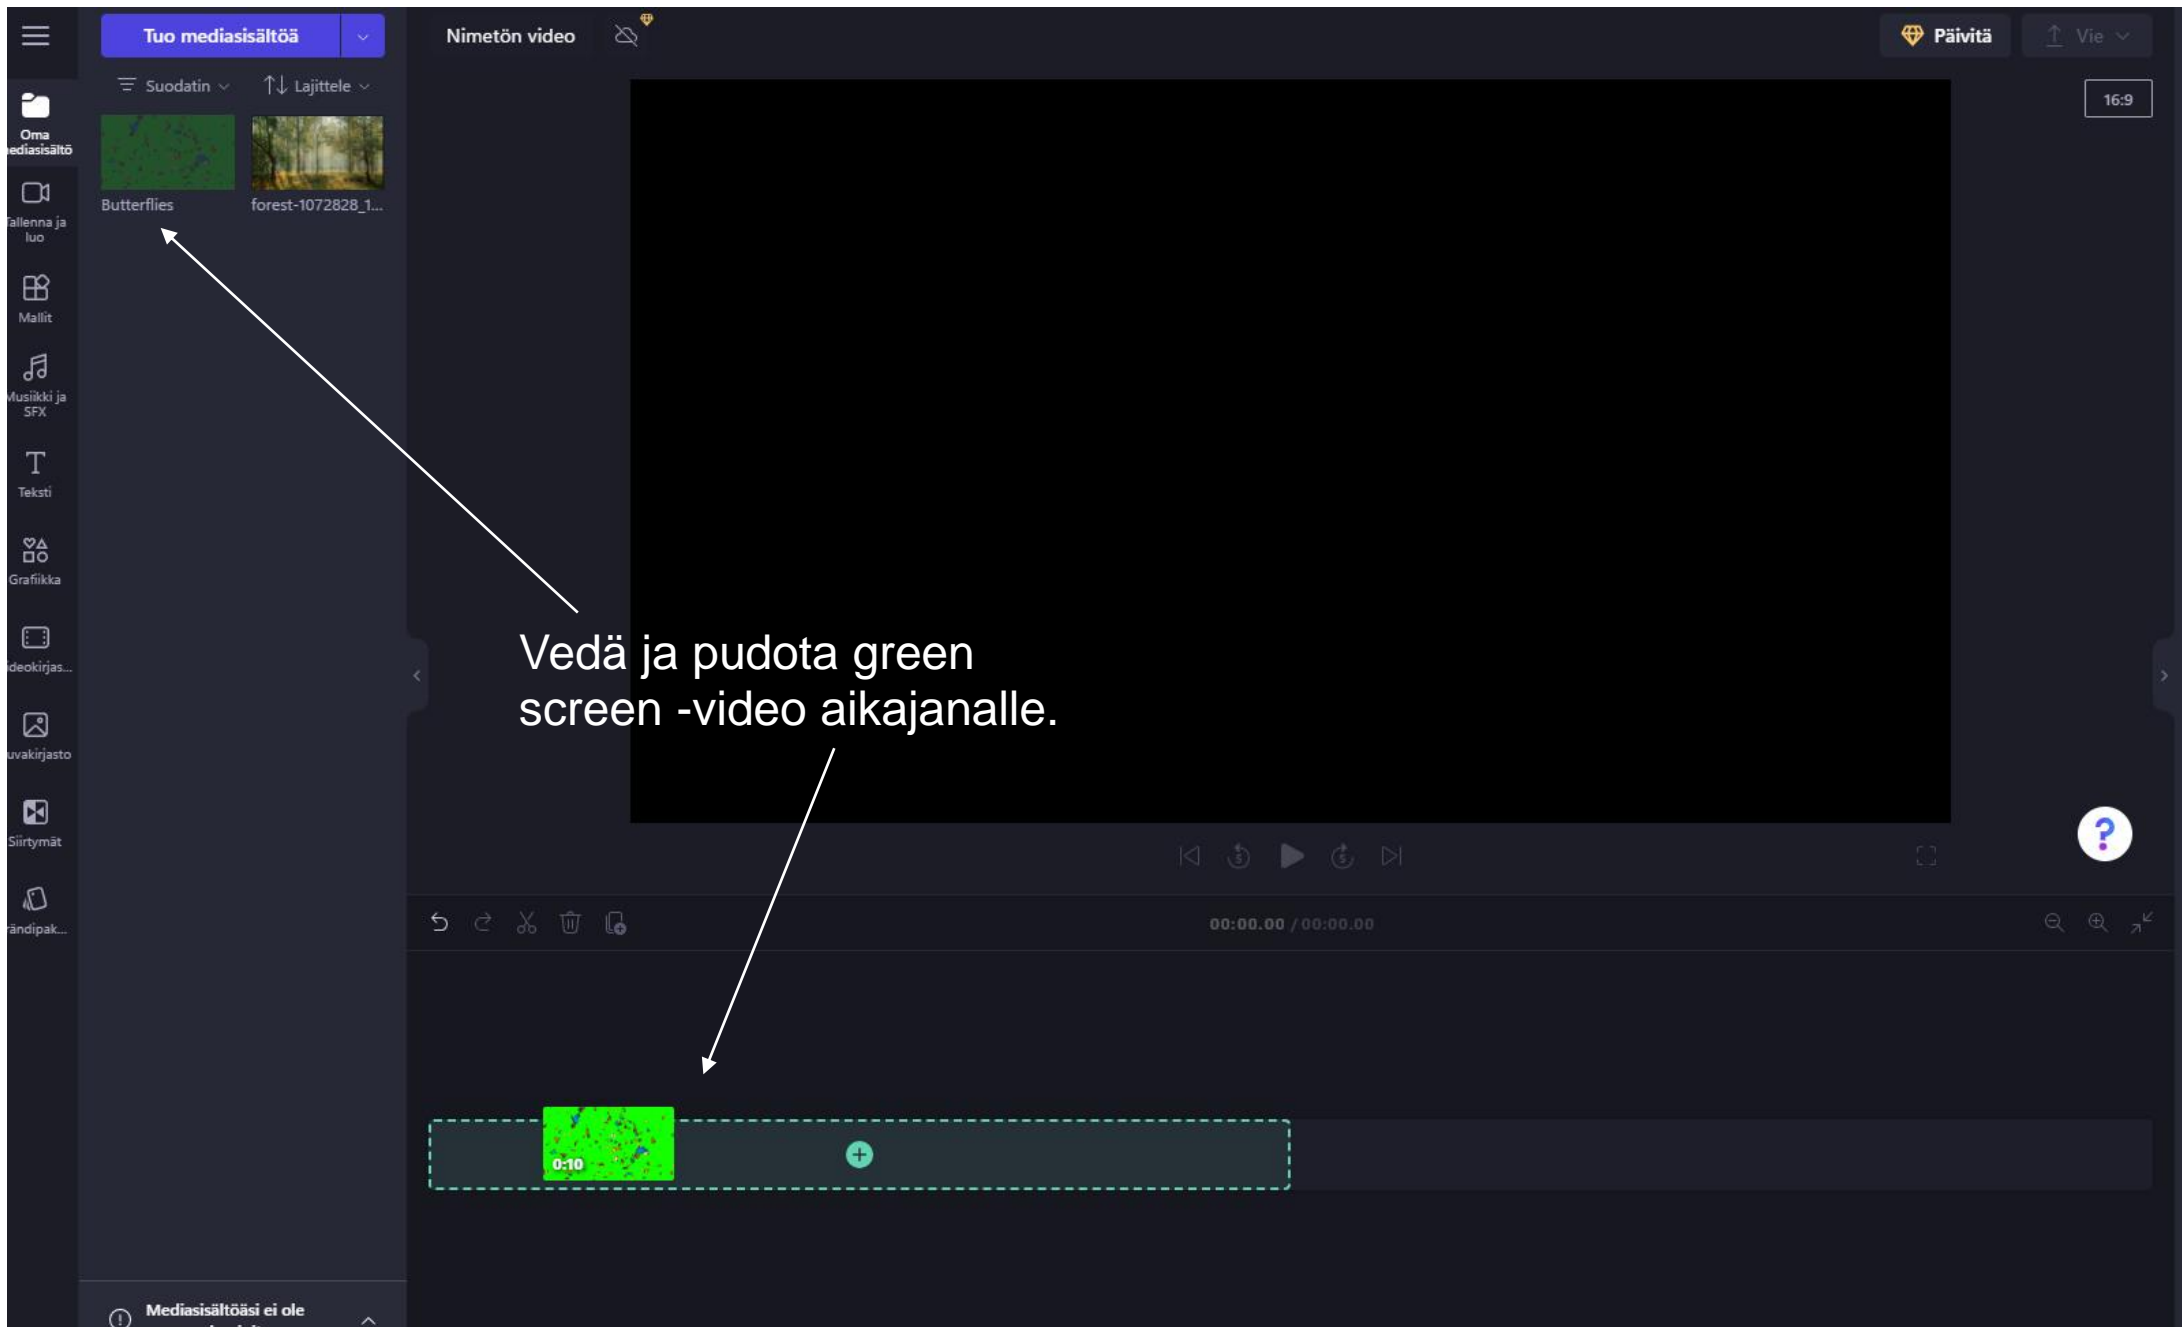 Tuo mediasisältöä
Nimetön video
Päivitä
Vie
Suodatin
Lajittele
16:9
Oma
mediasisältö
Butterflies
forest-1072828_1...
Tallenna ja
luo
Mallit
Musiikki ja
SFX
Teksti
Grafiikka
Vedä ja pudota green
screen -video aikajanalle.
ideokirjas...
uvakirjasto
Siirtymät
?
rändipak...
00:00.00 / 00:00.00
0:10
Mediasisältöäsi ei ole